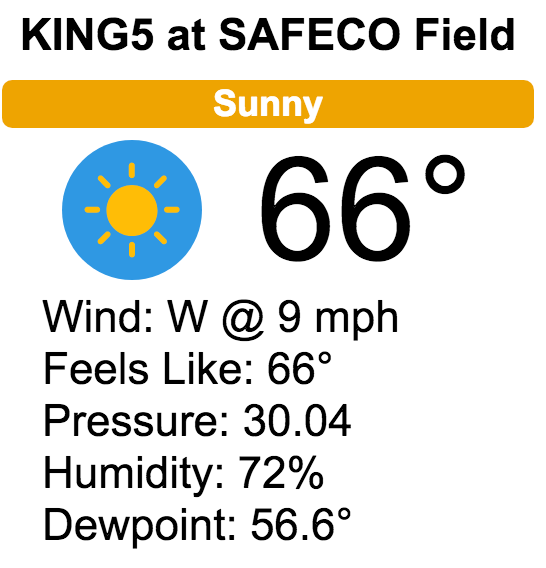 KING5 at SAFECO Field
Sunny
66°
Wind: W @ 9 mph
Feels Like: 66°
Pressure: 30.04
Humidity: 72%
Dewpoint: 56.6°